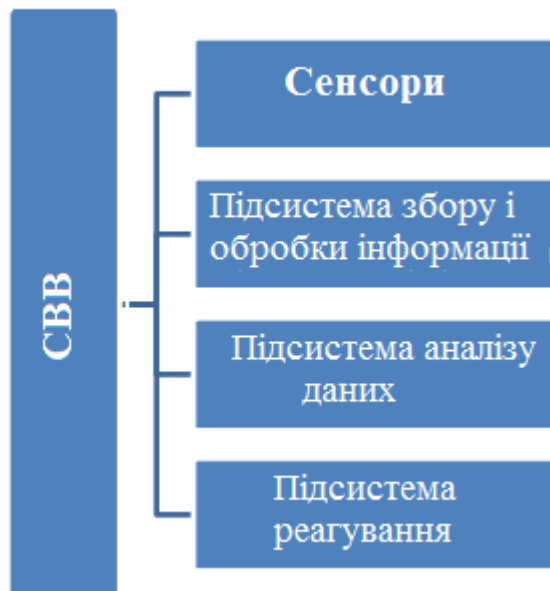 СВВ
Сенсори
Підсистема збору і
обробки інформації
Підсистема аналізу
даних
Підсистема
реагування